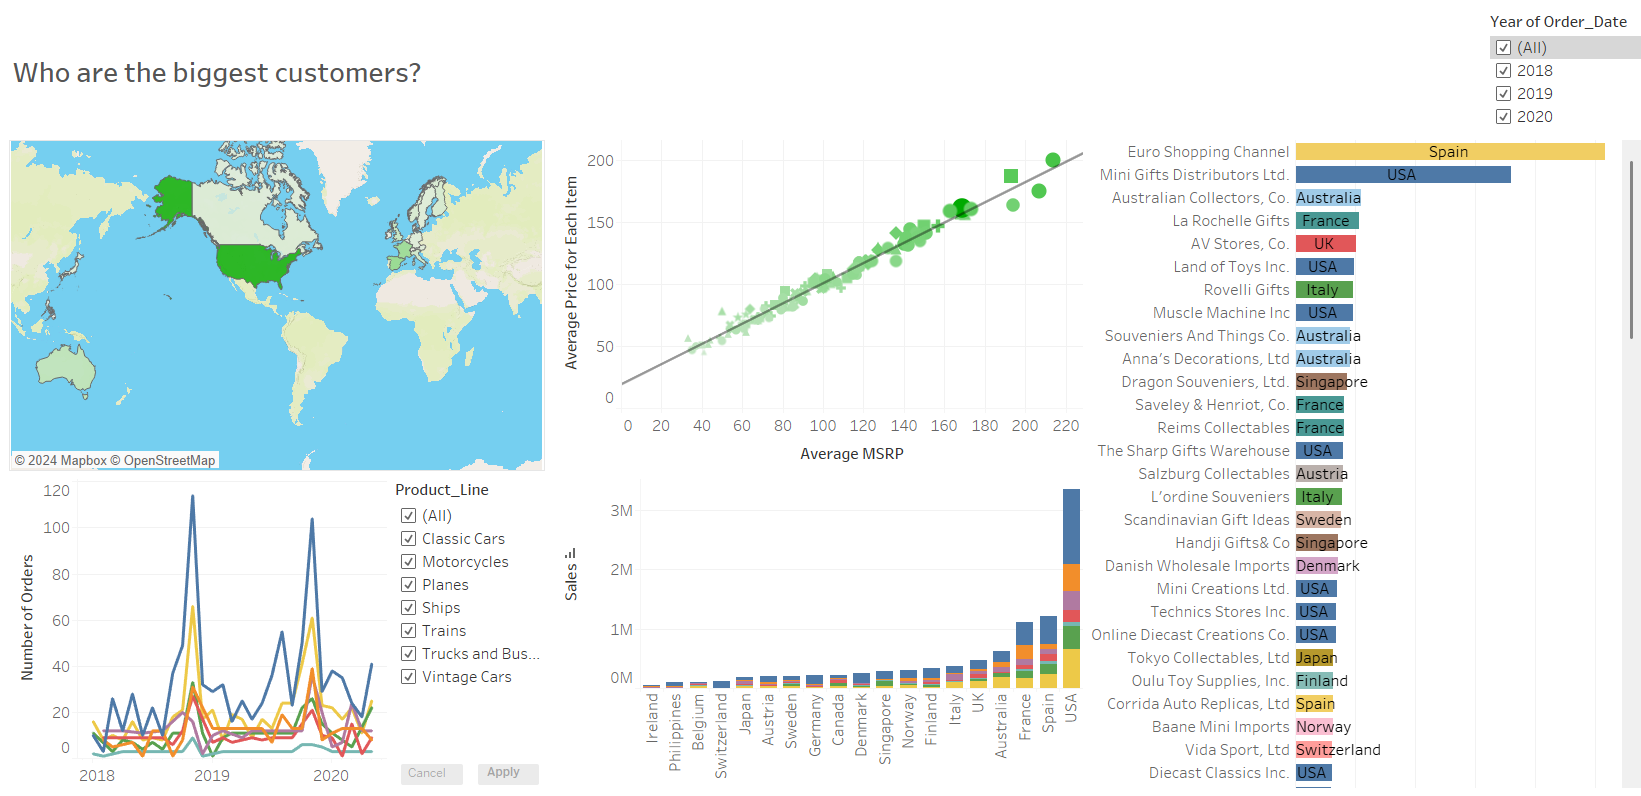 Year of Order_Date
(All)
2018
2019
2020
Who are the biggest customers?
© 2024 Mapbox © OpenStreetMap
200
150
100
50
0
Average Price for Each Item
0 20 40 60 80 100 120 140 160 180 200 220
Average MSRP
Euro Shopping Channel Spain
Mini Gifts Distributors Ltd. USA
Australian Collectors, Co. Australia
La Rochelle Gifts France
AV Stores, Co. UK
Land of Toys Inc. USA
Rovelli Gifts Italy
Muscle Machine Inc USA
Souveniers And Things Co. Australia
Anna's Decorations, Ltd Australia
Dragon Souveniers, Ltd. Singapore
Saveley & Henriot, Co. France
Reims Collectables France
The Sharp Gifts Warehouse USA
Salzburg Collectables Austria
L'ordine Souveniers Italy
Scandinavian Gift Ideas Sweden
Handji Gifts& Co Singapore
Danish Wholesale Imports Denmark
Mini Creations Ltd. USA
Technics Stores Inc. USA
Online Diecast Creations Co. USA
Tokyo Collectables, Ltd Japan
Oulu Toy Supplies, Inc. Finland
Corrida Auto Replicas, Ltd Spain
Baane Mini Imports Norway
Vida Sport, Ltd Switzerland
Diecast Classics Inc. USA
120
100
80
60
40
20
0
Number of Orders
2018 2019 2020
Product_Line
(All)
Classic Cars
Motorcycles
Planes
Ships
Trains
Trucks and Bus...
Vintage Cars
Cancel Apply
3M
2M
1M
0M
Sales
Ireland
Philippines
Belgium
Switzerland
Japan
Austria
Sweden
Germany
Canada
Denmark
Singapore
Norway
Finland
Italy
UK
Australia
France
Spain
USA